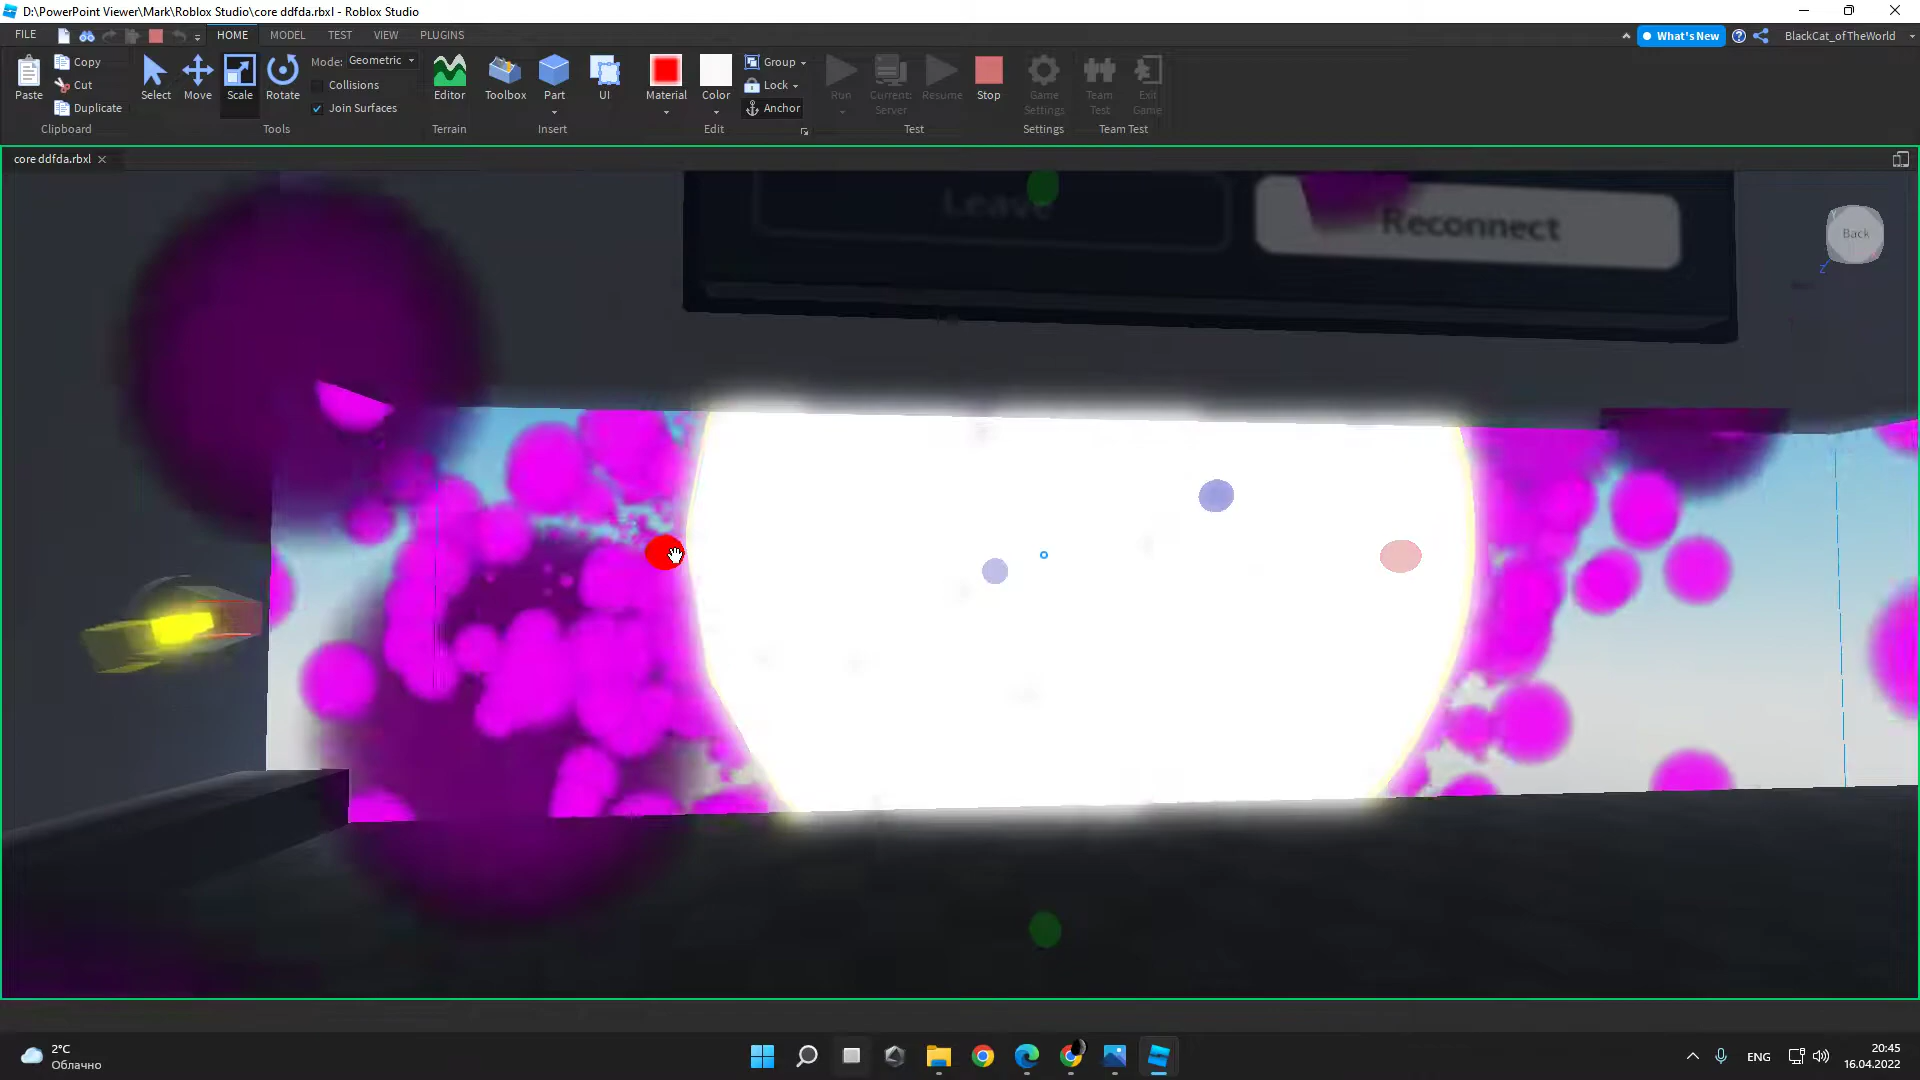 D:\PowerPoint Viewer\Mark\Roblox Studio\core ddfda.rbxl - Roblox Studio
FILE HOME MODEL TEST VIEW PLUGINS What's New BlackCat_ofTheWorld
Paste
Copy
Cut
Duplicate
Clipboard
Select
Move
Scale
Rotate
Mode: Geometric
Collisions
Join Surfaces
Tools
Editor
Terrain
Toolbox
Part
UI
Insert
Material
Color
Group
Lock
Anchor
Edit
Run
Current:
Server
Resume
Stop
Test
Game
Settings
Settings
Team
Test
Exit
Game
Team Test
core ddfda.rbxl
Leave
Reconnect
Back
Z
2°C
Облачно
ENG
20:45
16.04.2022